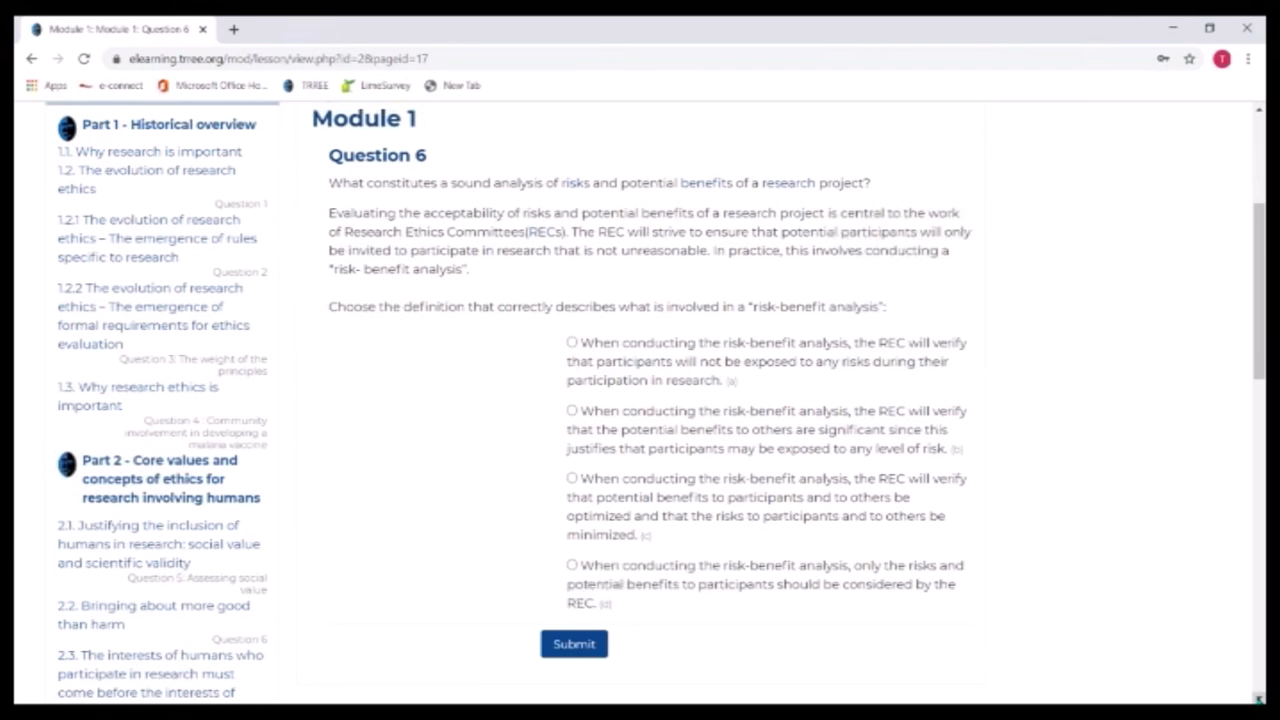 Module 1: Module 1: Question 6
elearning.trree.org/mod/lesson/view.php?id=28&pageid=17
T
Apps
e-connect
Microsoft Office Ho...
TRREE
LimeSurvey
New Tab
Part 1 - Historical overview
1.1. Why research is important
1.2. The evolution of research
ethics
Question 1
1.2.1 The evolution of research
ethics – The emergence of rules
specific to research
Question 2
1.2.2 The evolution of research
ethics – The emergence of
formal requirements for ethics
evaluation
Question 3: The weight of the
principles
1.3. Why research ethics is
important
Question 4 : Community
involvement in developing a
malaria vaccine
Part 2 - Core values and
concepts of ethics for
research involving humans
2.1. Justifying the inclusion of
humans in research: social value
and scientific validity
Question 5: Assessing social
value
2.2. Bringing about more good
than harm
Question 6
2.3. The interests of humans who
participate in research must
come before the interests of
Module 1
Question 6
What constitutes a sound analysis of risks and potential benefits of a research project?
Evaluating the acceptability of risks and potential benefits of a research project is central to the work
of Research Ethics Committees(RECs). The REC will strive to ensure that potential participants will only
be invited to participate in research that is not unreasonable. In practice, this involves conducting a
“risk- benefit analysis”.
Choose the definition that correctly describes what is involved in a “risk-benefit analysis”:
When conducting the risk-benefit analysis, the REC will verify
that participants will not be exposed to any risks during their
participation in research. (a)
When conducting the risk-benefit analysis, the REC will verify
that the potential benefits to others are significant since this
justifies that participants may be exposed to any level of risk. (b)
When conducting the risk-benefit analysis, the REC will verify
that potential benefits to participants and to others be
optimized and that the risks to participants and to others be
minimized. (c)
When conducting the risk-benefit analysis, only the risks and
potential benefits to participants should be considered by the
REC. (d)
Submit